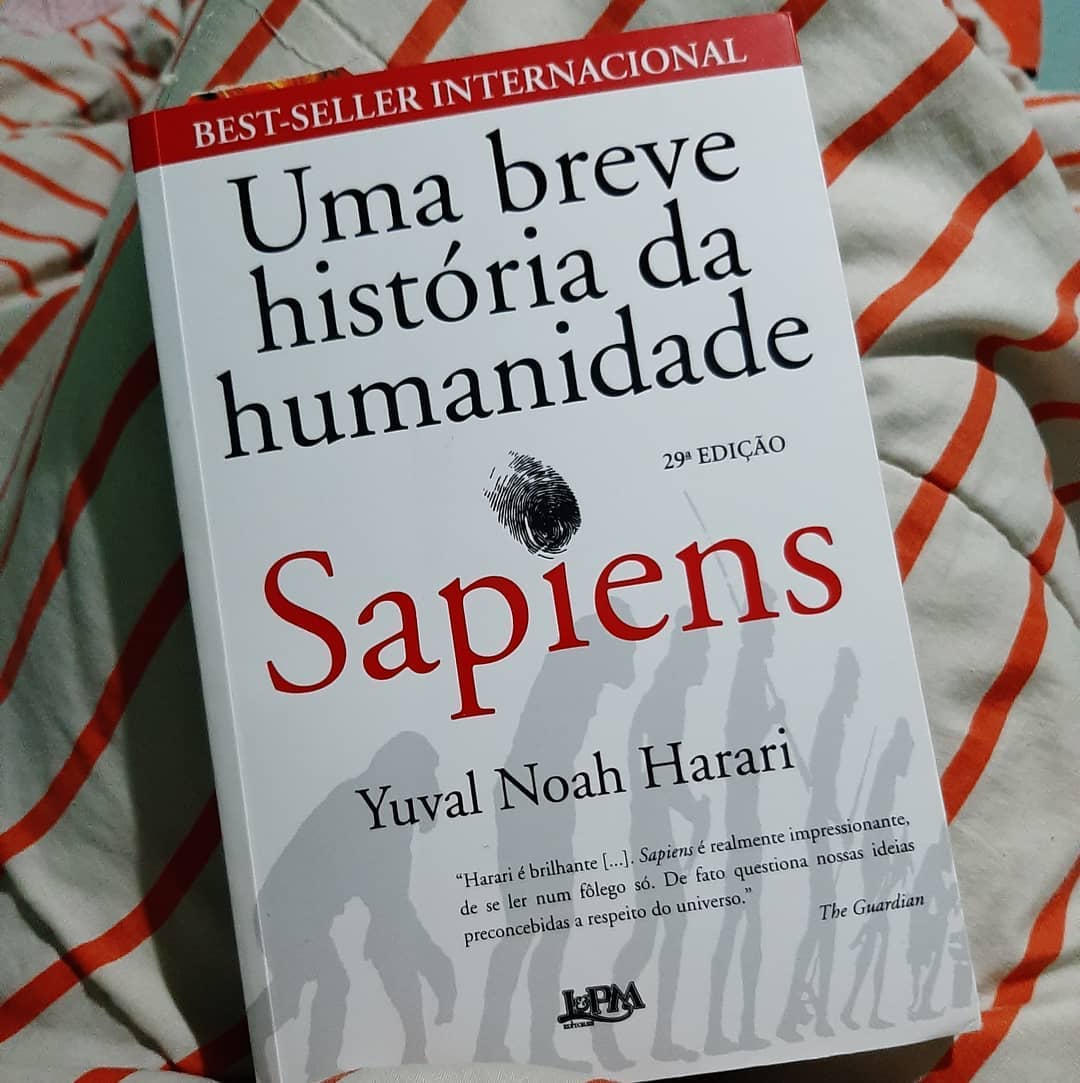 BEST-SELLER INTERNACIONAL
Uma breve
história da
humanidade
29ª EDIÇÃO
Sapiens
Yuval Noah Harari
“Harari é brilhante [...]. Sapiens é realmente impressionante,
de se ler num fôlego só. De fato questiona nossas ideias
preconcebidas a respeito do universo.”
The Guardian
L&PM
EDITORES